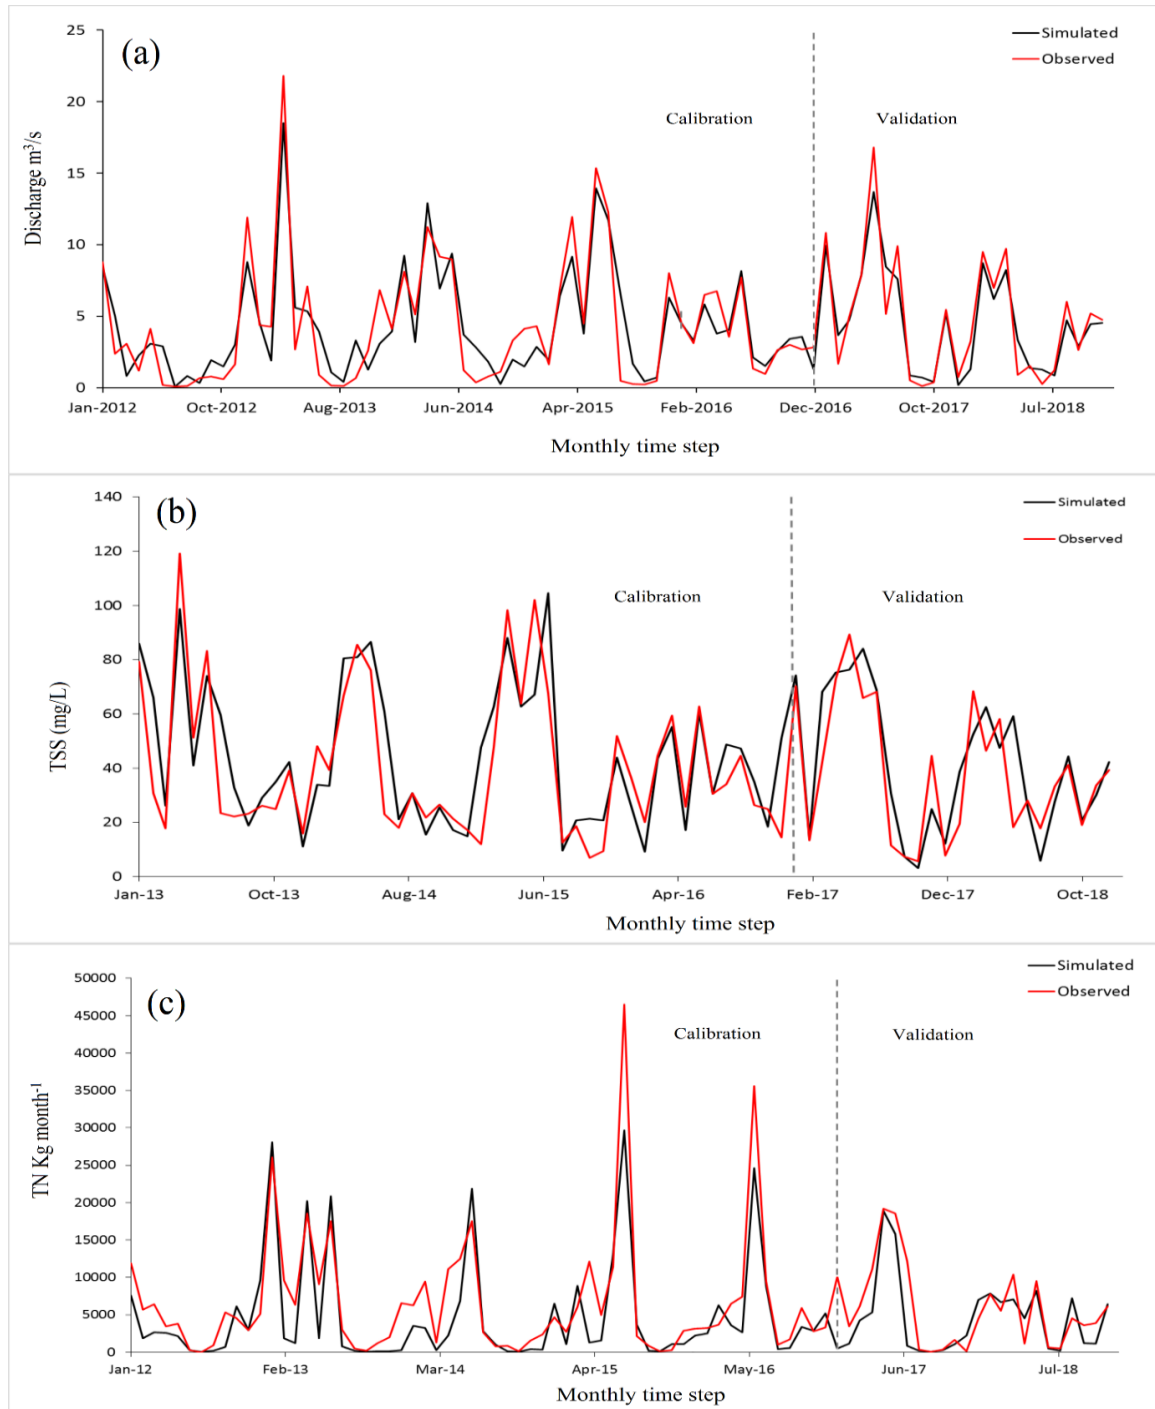 (a)
Simulated
Observed
Calibration
Validation
Discharge m³/s
25
20
15
10
5
0
Jan-2012 Oct-2012 Aug-2013 Jun-2014 Apr-2015 Feb-2016 Dec-2016 Oct-2017 Jul-2018
Monthly time step
(b)
Simulated
Observed
Calibration
Validation
TSS (mg/L)
140
120
100
80
60
40
20
0
Jan-13 Oct-13 Aug-14 Jun-15 Apr-16 Feb-17 Dec-17 Oct-18
Monthly time step
(c)
Simulated
Observed
Calibration
Validation
TN Kg month⁻¹
50000
45000
40000
35000
30000
25000
20000
15000
10000
5000
0
Jan-12 Feb-13 Mar-14 Apr-15 May-16 Jun-17 Jul-18
Monthly time step